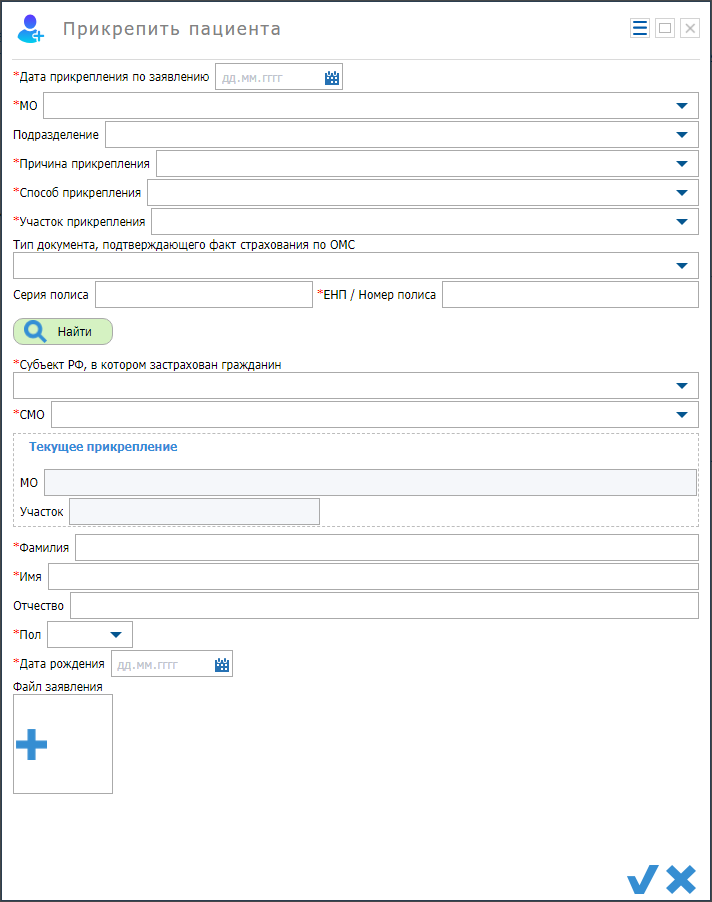 Прикрепить пациента
*Дата прикрепления по заявлению дд.мм.гггг
*МО
Подразделение
*Причина прикрепления
*Способ прикрепления
*Участок прикрепления
Тип документа, подтверждающего факт страхования по ОМС
Серия полиса *ЕНП / Номер полиса
Найти
*Субъект РФ, в котором застрахован гражданин
*СМО
Текущее прикрепление
МО
Участок
*Фамилия
*Имя
Отчество
*Пол
*Дата рождения дд.мм.гггг
Файл заявления